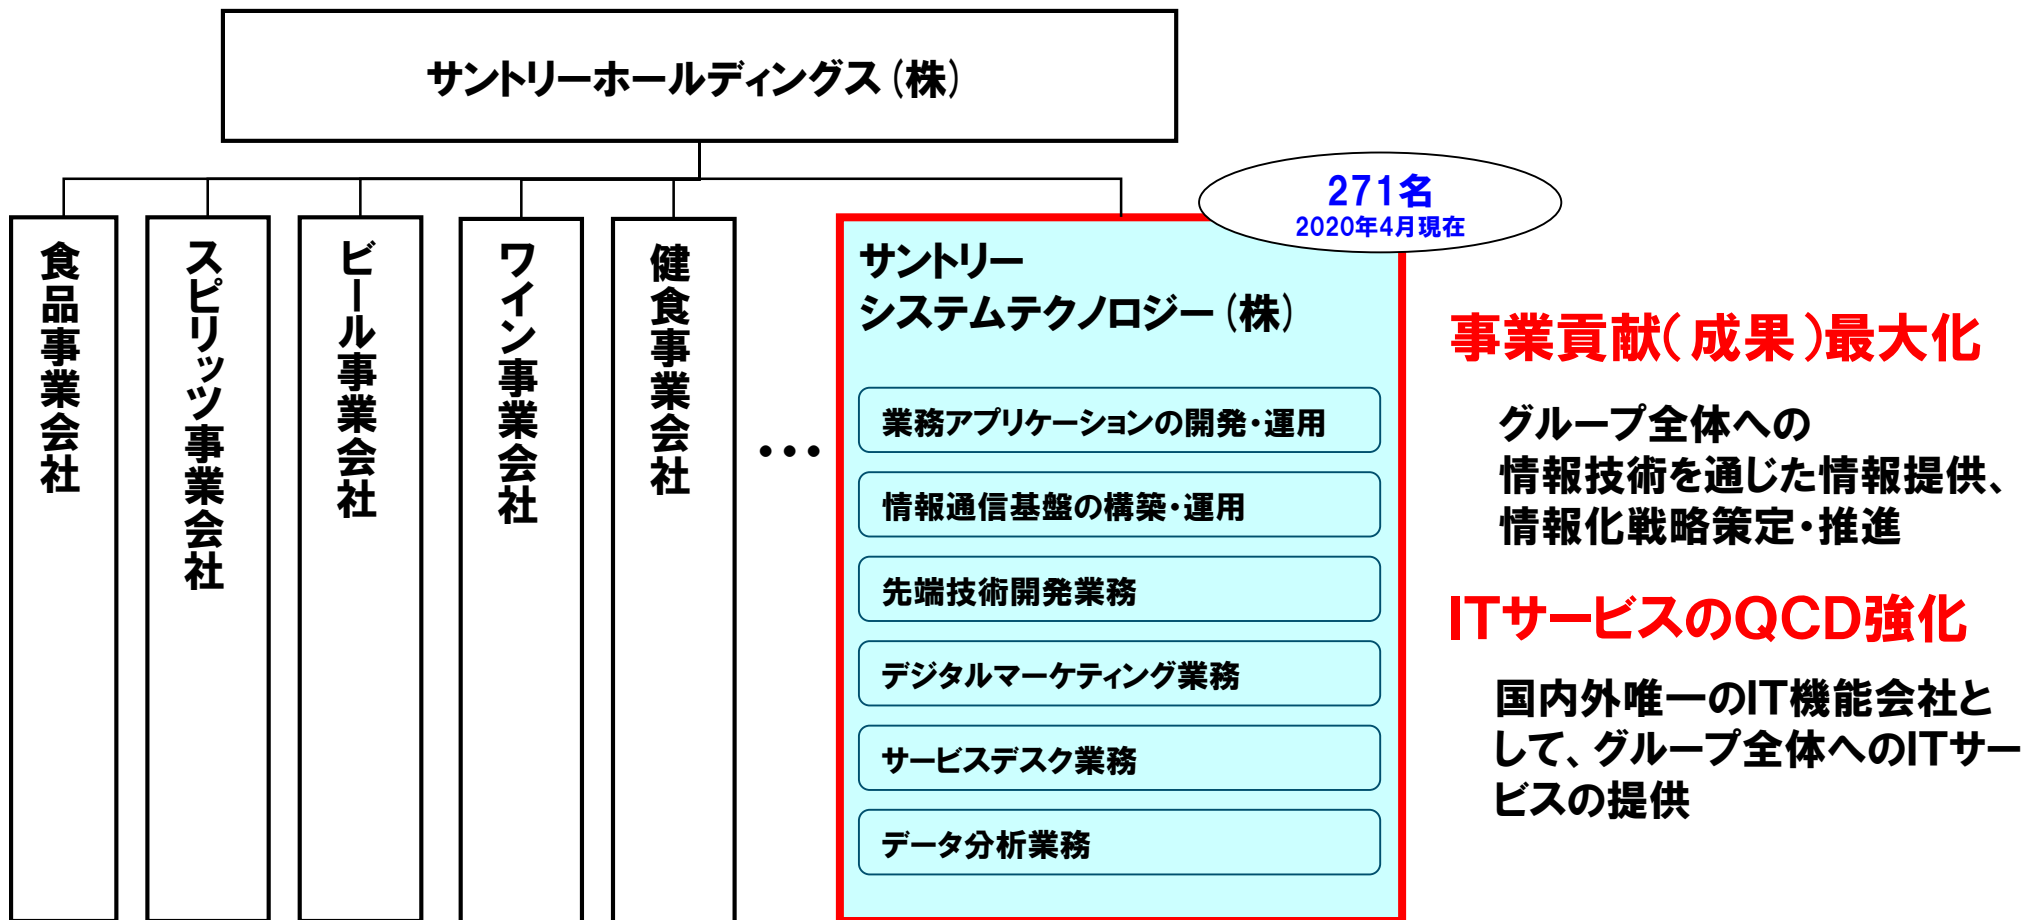 サントリーホールディングス(株)
271名
2020年4月現在
食品事業会社
スピリッツ事業会社
ビール事業会社
ワイン事業会社
健食事業会社
…
サントリー
システムテクノロジー(株)
業務アプリケーションの開発・運用
情報通信基盤の構築・運用
先端技術開発業務
デジタルマーケティング業務
サービスデスク業務
データ分析業務
事業貢献(成果)最大化
グループ全体への
情報技術を通じた情報提供、
情報化戦略策定・推進
ITサービスのQCD強化
国内外唯一のIT機能会社と
して、グループ全体へのITサー
ビスの提供